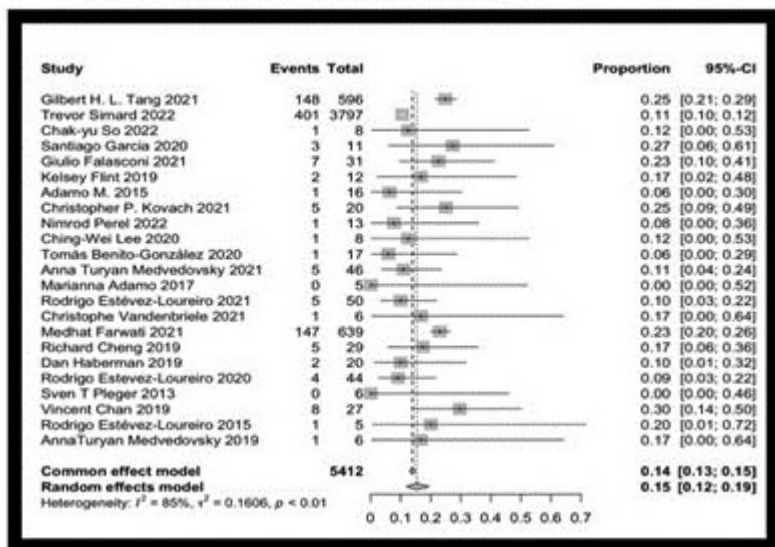 Study Events Total Proportion 95%-CI
Gilbert H. L. Tang 2021 148 596 0.25 [0.21; 0.29]
Trevor Simard 2022 401 3797 0.11 [0.10; 0.12]
Chak-yu So 2022 1 8 0.12 [0.00; 0.53]
Santiago Garcia 2020 3 11 0.27 [0.06; 0.61]
Giulio Falasconi 2021 7 31 0.23 [0.10; 0.41]
Kelsey Flint 2019 2 12 0.17 [0.02; 0.48]
Adamo M. 2015 1 16 0.06 [0.00; 0.30]
Christopher P. Kovach 2021 5 20 0.25 [0.09; 0.49]
Nimrod Perel 2022 1 13 0.08 [0.00; 0.36]
Ching-Wei Lee 2020 1 8 0.12 [0.00; 0.53]
Tomás Benito-González 2020 1 17 0.06 [0.00; 0.29]
Anna Turyan Medvedovsky 2021 5 46 0.11 [0.04; 0.24]
Marianna Adamo 2017 0 5 0.00 [0.00; 0.52]
Rodrigo Estévez-Loureiro 2021 5 50 0.10 [0.03; 0.22]
Christophe Vandenbriele 2021 1 6 0.17 [0.00; 0.64]
Medhat Farwati 2021 147 639 0.23 [0.20; 0.26]
Richard Cheng 2019 5 29 0.17 [0.06; 0.36]
Dan Haberman 2019 2 20 0.10 [0.01; 0.32]
Rodrigo Estevez-Loureiro 2020 4 44 0.09 [0.03; 0.22]
Sven T Pleger 2013 0 6 0.00 [0.00; 0.46]
Vincent Chan 2019 8 27 0.30 [0.14; 0.50]
Rodrigo Estévez-Loureiro 2015 1 5 0.20 [0.01; 0.72]
AnnaTuryan Medvedovsky 2019 1 6 0.17 [0.00; 0.64]
Common effect model 5412 0.14 [0.13; 0.15]
Random effects model 0.15 [0.12; 0.19]
Heterogeneity: I² = 85%, τ² = 0.1606, p < 0.01
0 0.1 0.2 0.3 0.4 0.5 0.6 0.7